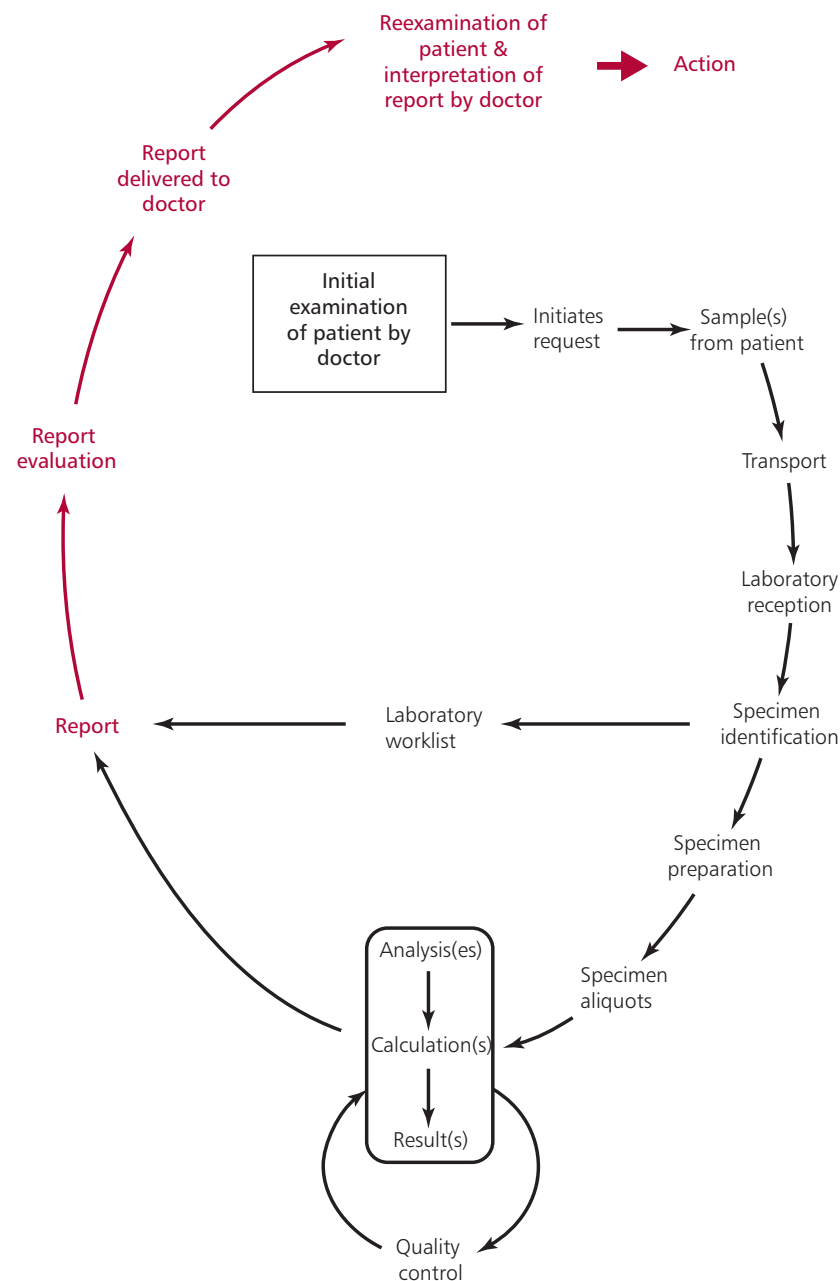 Reexamination of
patient &
interpretation of
report by doctor
Action
Report
delivered to
doctor
Initial
examination
of patient by
doctor
Initiates
request
Sample(s)
from patient
Report
evaluation
Transport
Laboratory
reception
Report
Laboratory
worklist
Specimen
identification
Specimen
preparation
Analysis(es)
Specimen
aliquots
Calculation(s)
Result(s)
Quality
control